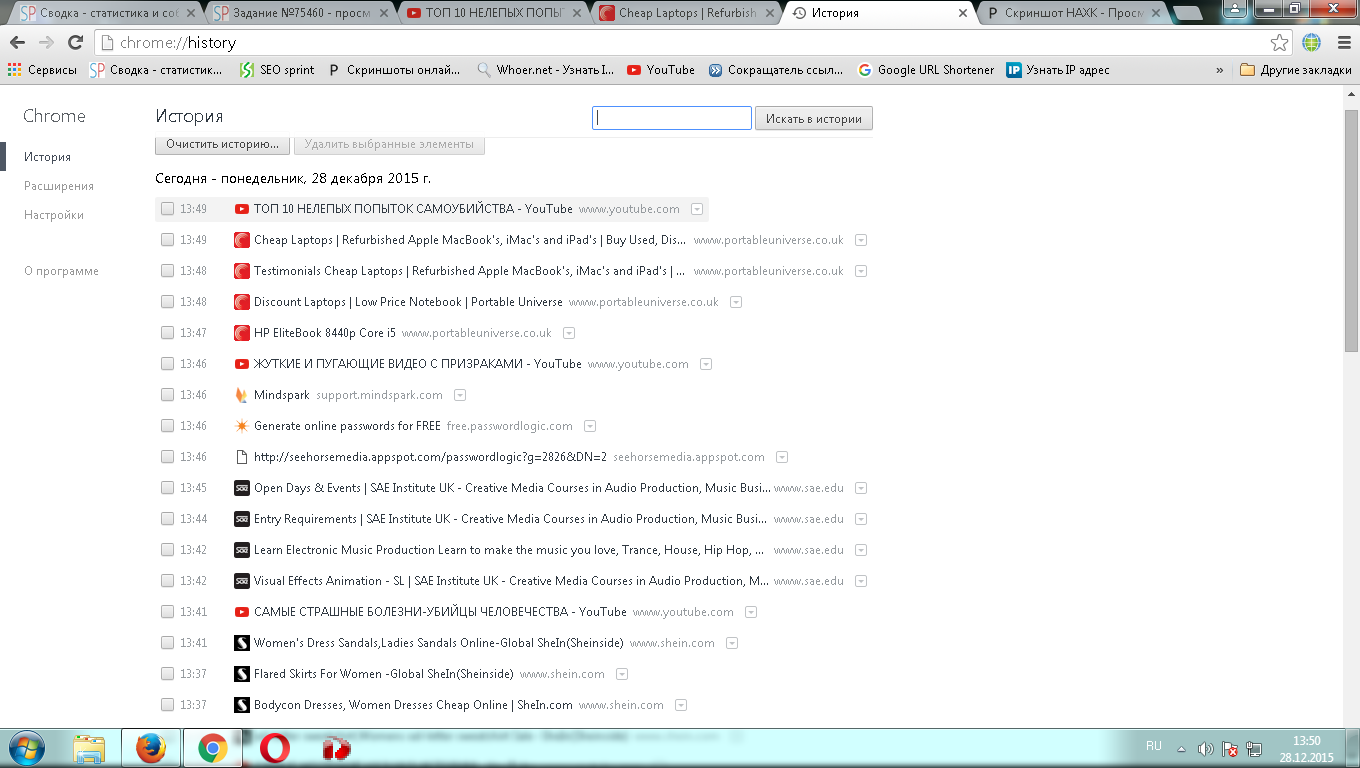 Сводка - статистика и соб
Задание №75460 - просм
ТОП 10 НЕЛЕПЫХ ПОПЫТ
Cheap Laptops | Refurbish
История
Скриншот НАХК - Просм
chrome://history
Сервисы
Сводка - статистик...
SEO sprint
Скриншоты онлай...
Whoer.net - Узнать I...
YouTube
Сокращатель ссыл...
Google URL Shortener
IP Узнать IP адрес
»
Другие закладки
Chrome
История
Искать в истории
Очистить историю...
Удалить выбранные элементы
История
Расширения
Настройки
О программе
Сегодня - понедельник, 28 декабря 2015 г.
13:49 ТОП 10 НЕЛЕПЫХ ПОПЫТОК САМОУБИЙСТВА - YouTube www.youtube.com
13:49 Cheap Laptops | Refurbished Apple MacBook's, iMac's and iPad's | Buy Used, Dis... www.portableuniverse.co.uk
13:48 Testimonials Cheap Laptops | Refurbished Apple MacBook's, iMac's and iPad's | ... www.portableuniverse.co.uk
13:48 Discount Laptops | Low Price Notebook | Portable Universe www.portableuniverse.co.uk
13:47 HP EliteBook 8440p Core i5 www.portableuniverse.co.uk
13:46 ЖУТКИЕ И ПУГАЮЩИЕ ВИДЕО С ПРИЗРАКАМИ - YouTube www.youtube.com
13:46 Mindspark support.mindspark.com
13:46 Generate online passwords for FREE free.passwordlogic.com
13:46 http://seehorsemedia.appspot.com/passwordlogic?g=2826&DN=2 seehorsemedia.appspot.com
13:45 Open Days & Events | SAE Institute UK - Creative Media Courses in Audio Production, Music Busi... www.sae.edu
13:44 Entry Requirements | SAE Institute UK - Creative Media Courses in Audio Production, Music Busi... www.sae.edu
13:42 Learn Electronic Music Production Learn to make the music you love, Trance, House, Hip Hop, ... www.sae.edu
13:42 Visual Effects Animation - SL | SAE Institute UK - Creative Media Courses in Audio Production, M... www.sae.edu
13:41 САМЫЕ СТРАШНЫЕ БОЛЕЗНИ-УБИЙЦЫ ЧЕЛОВЕЧЕСТВА - YouTube www.youtube.com
13:41 Women's Dress Sandals,Ladies Sandals Online-Global SheIn(Sheinside) www.shein.com
13:37 Flared Skirts For Women -Global SheIn(Sheinside) www.shein.com
13:37 Bodycon Dresses, Women Dresses Cheap Online | SheIn.com www.shein.com
RU
13:50
28.12.2015